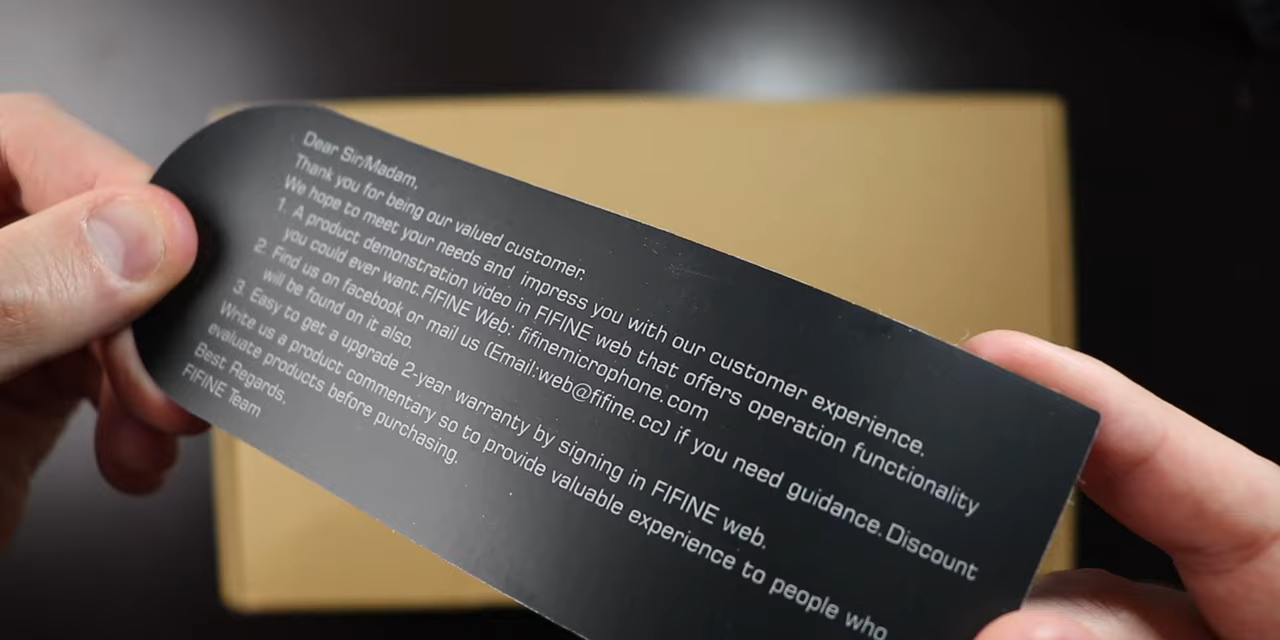 Dear Sir/Madam,
Thank you for being our valued customer.
We hope to meet your needs and impress you with our customer experience.
1. A product demonstration video in FIFINE web that offers operation functionality
you could ever want.FIFINE Web: fifinemicrophone.com
2. Find us on facebook or mail us (Email:web@fifine.cc) if you need guidance.Discount
will be found on it also.
3. Easy to get a upgrade 2-year warranty by signing in FIFINE web.
Write us a product commentary so to provide valuable experience to people who
evaluate products before purchasing.
Best Regards,
FIFINE Team